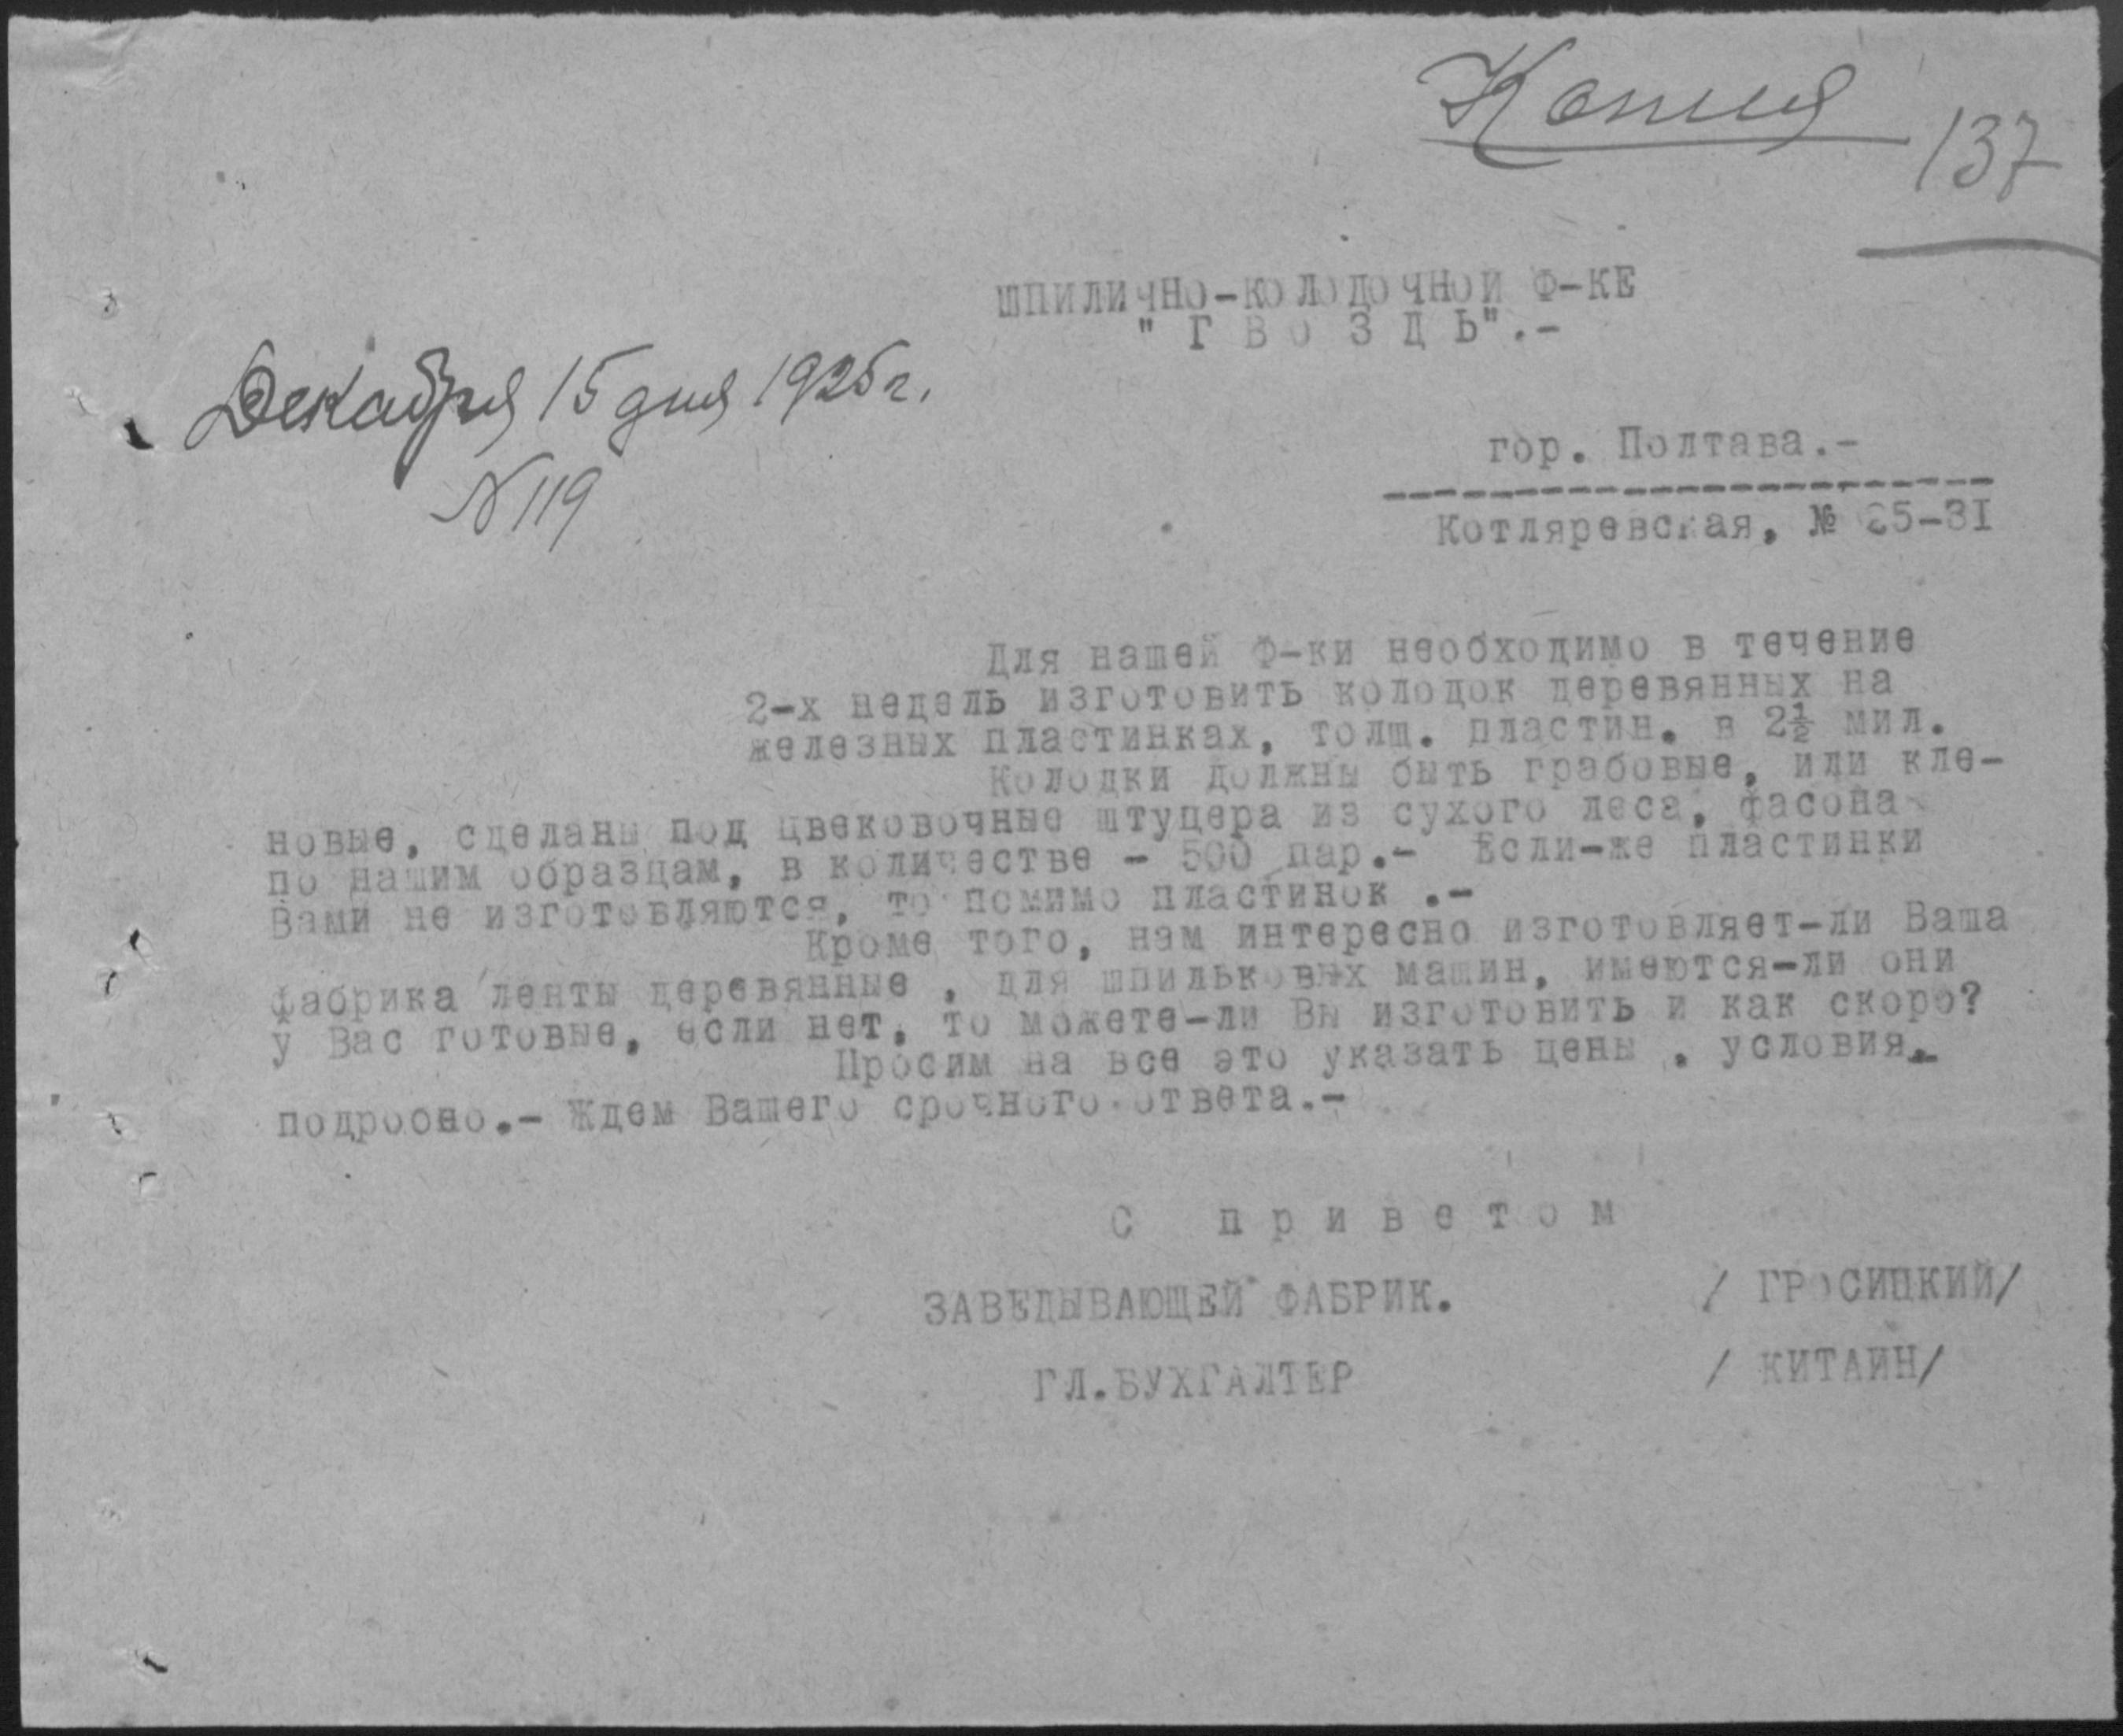 Копия
137
ШПИЛИЧНО-КОЛОДОЧНОЙ Ф-КЕ
" Г В О З Д Ь".-
Декабря 15 дня 1925 г.
N 119
гор. Полтава.-
Котляревская, № 25-31
Для нашей Ф-ки необходимо в течение
2-х недель изготовить колодок деревянных на
железных пластинках, толщ. пластин. в 2½ мил.
Колодки должны быть грабовые, или кле-
новые, сделаны под цвековочные штуцера из сухого леса, фасона
по нашим образцам, в количестве - 500 пар.- Если-же пластинки
Вами не изготовляются, то помимо пластинок .-
Кроме того, нам интересно изготовляет-ли Ваша
фабрика ленты деревянные , для шпильковых машин, имеются-ли они
у Вас готовые, если нет, то можете-ли Вы изготовить и как скоро?
Просим на все это указать цены , условия,
подробно.- Ждем Вашего срочного ответа.-
С п р и в е т о м
ЗАВЕДЫВАЮЩЕЙ ФАБРИК. / ГРОСИЦКИЙ/
ГЛ.БУХГАЛТЕР / КИТАИН/